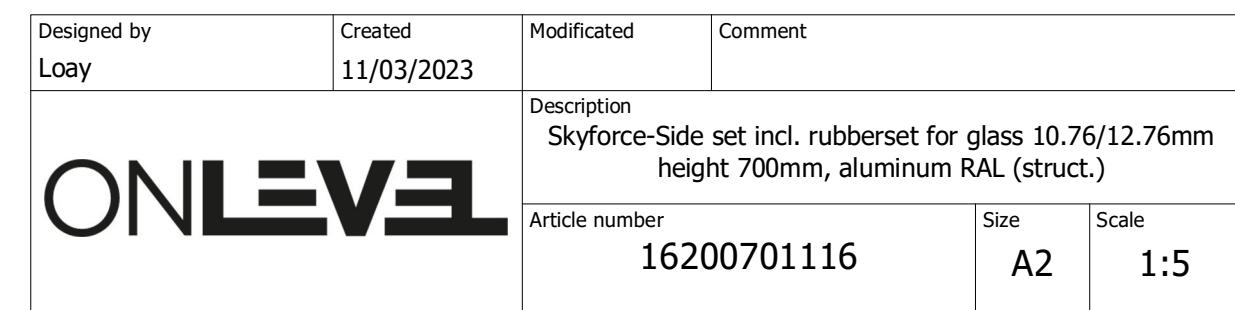 Designed by
Loay
Created
11/03/2023
Modificated
Comment
ONLEVEL
Description
Skyforce-Side set incl. rubberset for glass 10.76/12.76mm
height 700mm, aluminum RAL (struct.)
Article number
16200701116
Size
A2
Scale
1:5